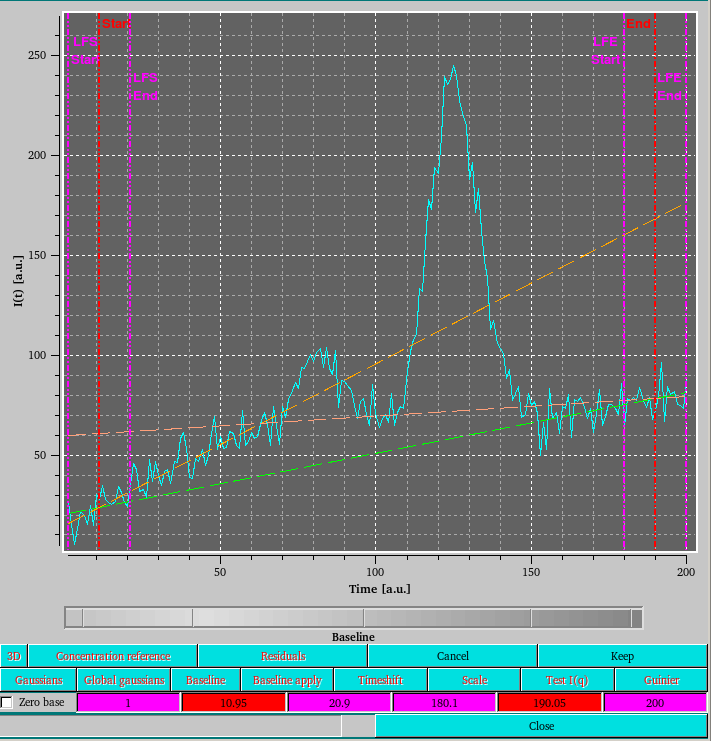 Start End
LFS LFE
Start Start
LFS LFE
End End
250
200
150
100
50
I(t) [a.u.]
50 100 150 200
Time [a.u.]
Baseline
3D Concentration reference Residuals Cancel Keep
Gaussians Global gaussians Baseline Baseline apply Timeshift Scale Test I(q) Guinier
Zero base 1 10.95 20.9 180.1 190.05 200
Close